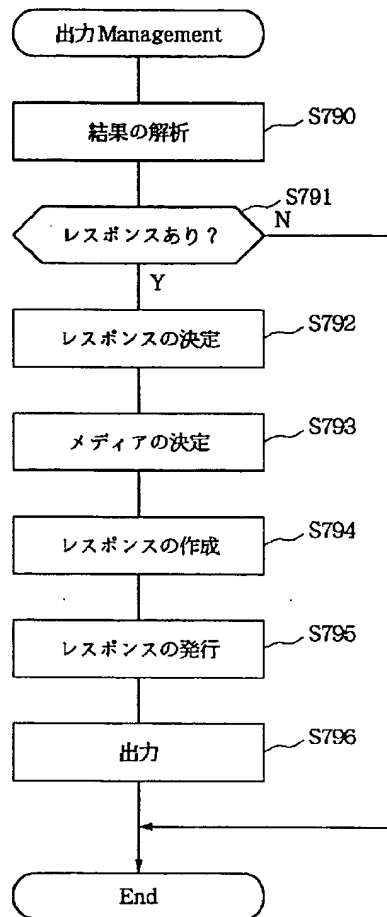 出力Management
結果の解析
S790
S791
レスポンスあり?
N
Y
レスポンスの決定
S792
メディアの決定
S793
レスポンスの作成
S794
レスポンスの発行
S795
出力
S796
End